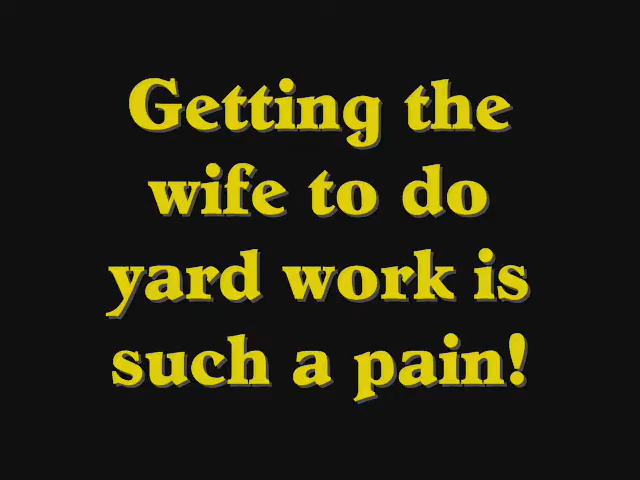 Getting the
wife to do
yard work is
such a pain!